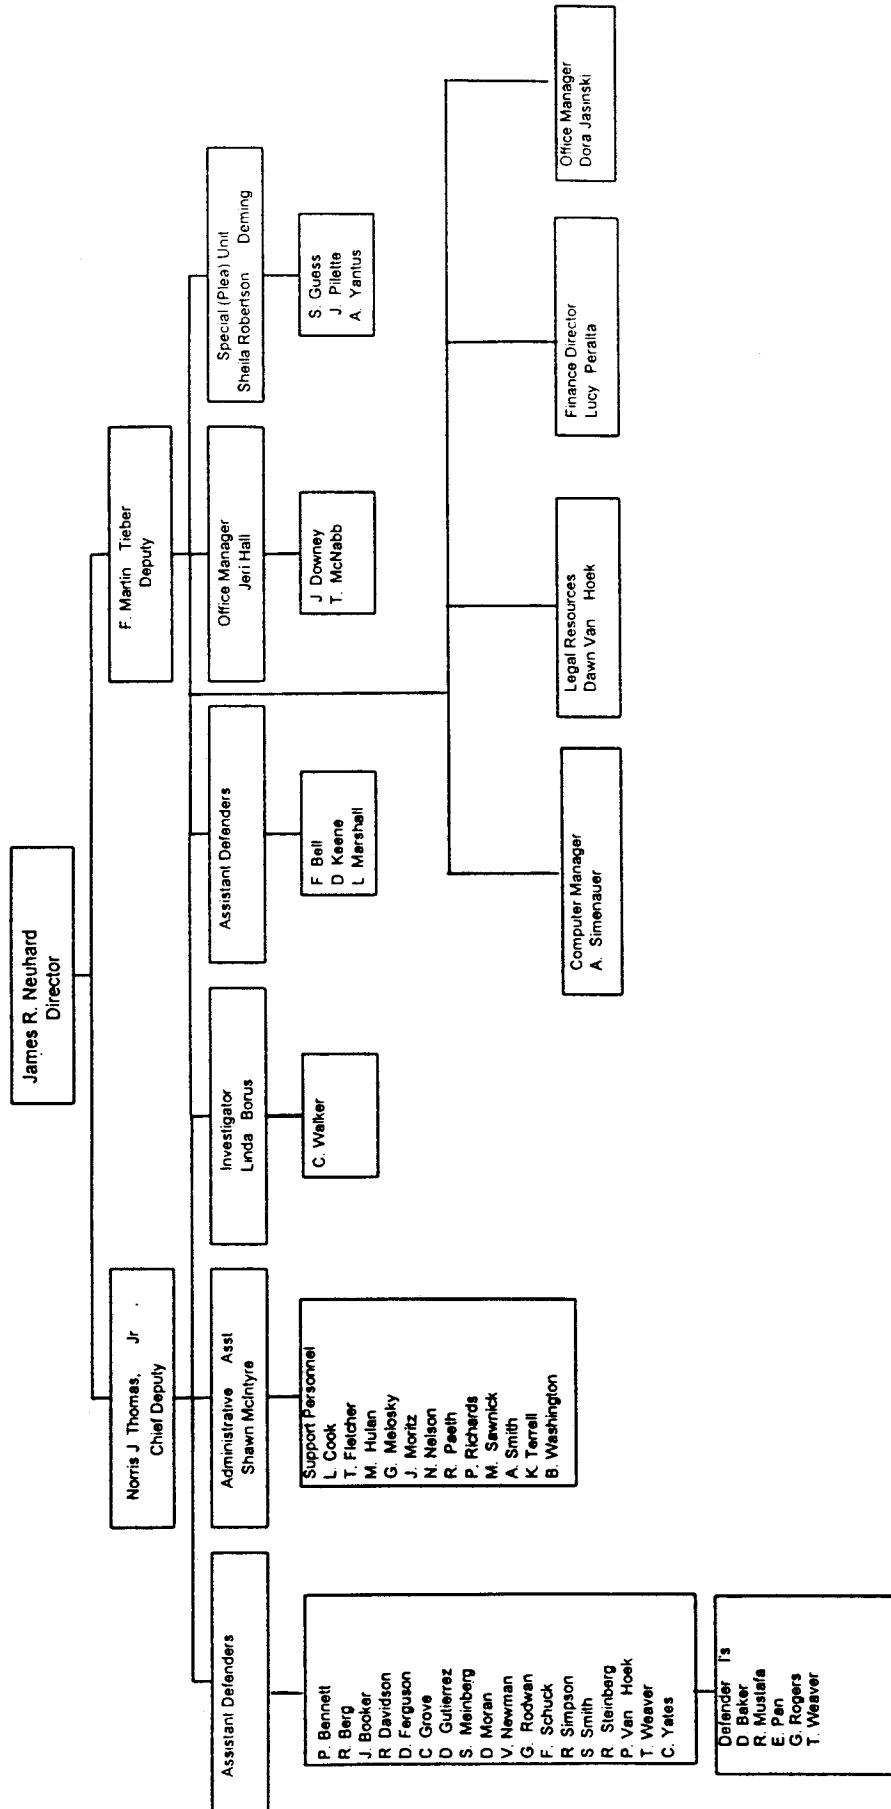 James R. Neuhard
Director
Norris J Thomas, Jr .
Chief Deputy
F. Martin Tieber
Deputy
Assistant Defenders
Administrative Asst
Shawn McIntyre
Investigator
Linda Borus
Assistant Defenders
Office Manager
Jeri Hall
Special (Plea) Unit
Sheila Robertson Deming
P. Bennett
R. Berg
J. Booker
R Davidson
D. Ferguson
C Grove
D Gutierrez
S. Meinberg
D Moran
V. Newman
G. Rodwan
F. Schuck
R Simpson
S Smith
R. Steinberg
P. Van Hoek
T. Weaver
C. Yates
Support Personnel
L. Cook
T. Fletcher
M. Hulan
G. Melosky
J. Moritz
N. Nelson
R. Paeth
P. Richards
M. Sawnick
A. Smith
K. Terrell
B. Washington
C. Walker
F Bell
D Keene
L Marshall
J Downey
T. McNabb
S. Guess
J. Pilette
A. Yantus
Defender I's
D. Baker
R. Mustafa
E. Pan
G. Rogers
T. Weaver
Computer Manager
A. Simenauer
Legal Resources
Dawn Van Hoek
Finance Director
Lucy Peralta
Office Manager
Dora Jasinski